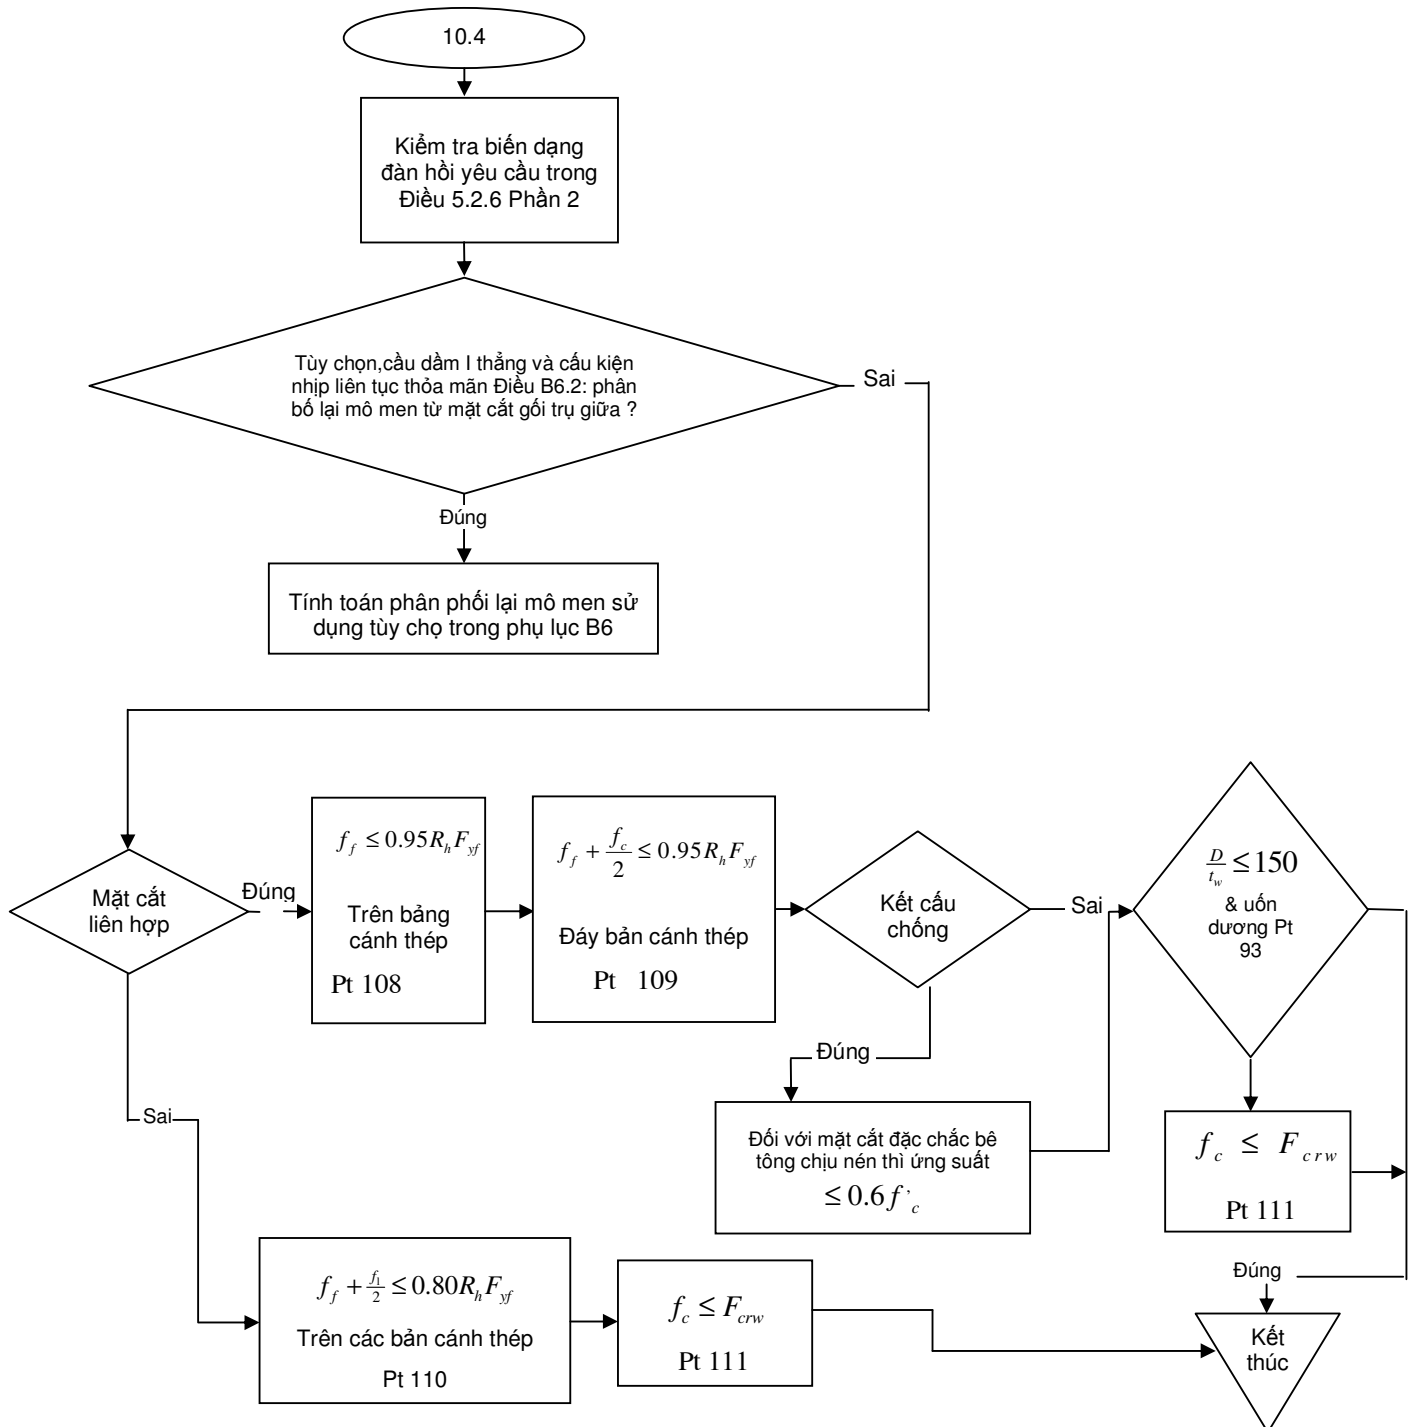 10.4
Kiểm tra biến dạng
đàn hồi yêu cầu trong
Điều 5.2.6 Phần 2
Tùy chọn,cầu dầm I thẳng và cấu kiện
nhịp liên tục thỏa mãn Điều B6.2: phân
bố lại mô men từ mặt cắt gối trụ giữa ?
Sai
Đúng
Tính toán phân phối lại mô men sử
dụng tùy chọ trong phụ lục B6
Mặt cắt
liên hợp
Đúng
f_f ≤ 0.95R_hF_yf
Trên bảng
cánh thép
Pt 108
f_f + f_c/2 ≤ 0.95R_hF_yf
Đáy bản cánh thép
Pt 109
Kết cấu
chống
Sai
D/t_w ≤ 150
& uốn
dương Pt
93
Đúng
Đối với mặt cắt đặc chắc bê
tông chịu nén thì ứng suất
≤ 0.6f'_c
f_c ≤ F_crw
Pt 111
Sai
f_f + f_1/2 ≤ 0.80R_hF_yf
Trên các bản cánh thép
Pt 110
f_c ≤ F_crw
Pt 111
Đúng
Kết
thúc